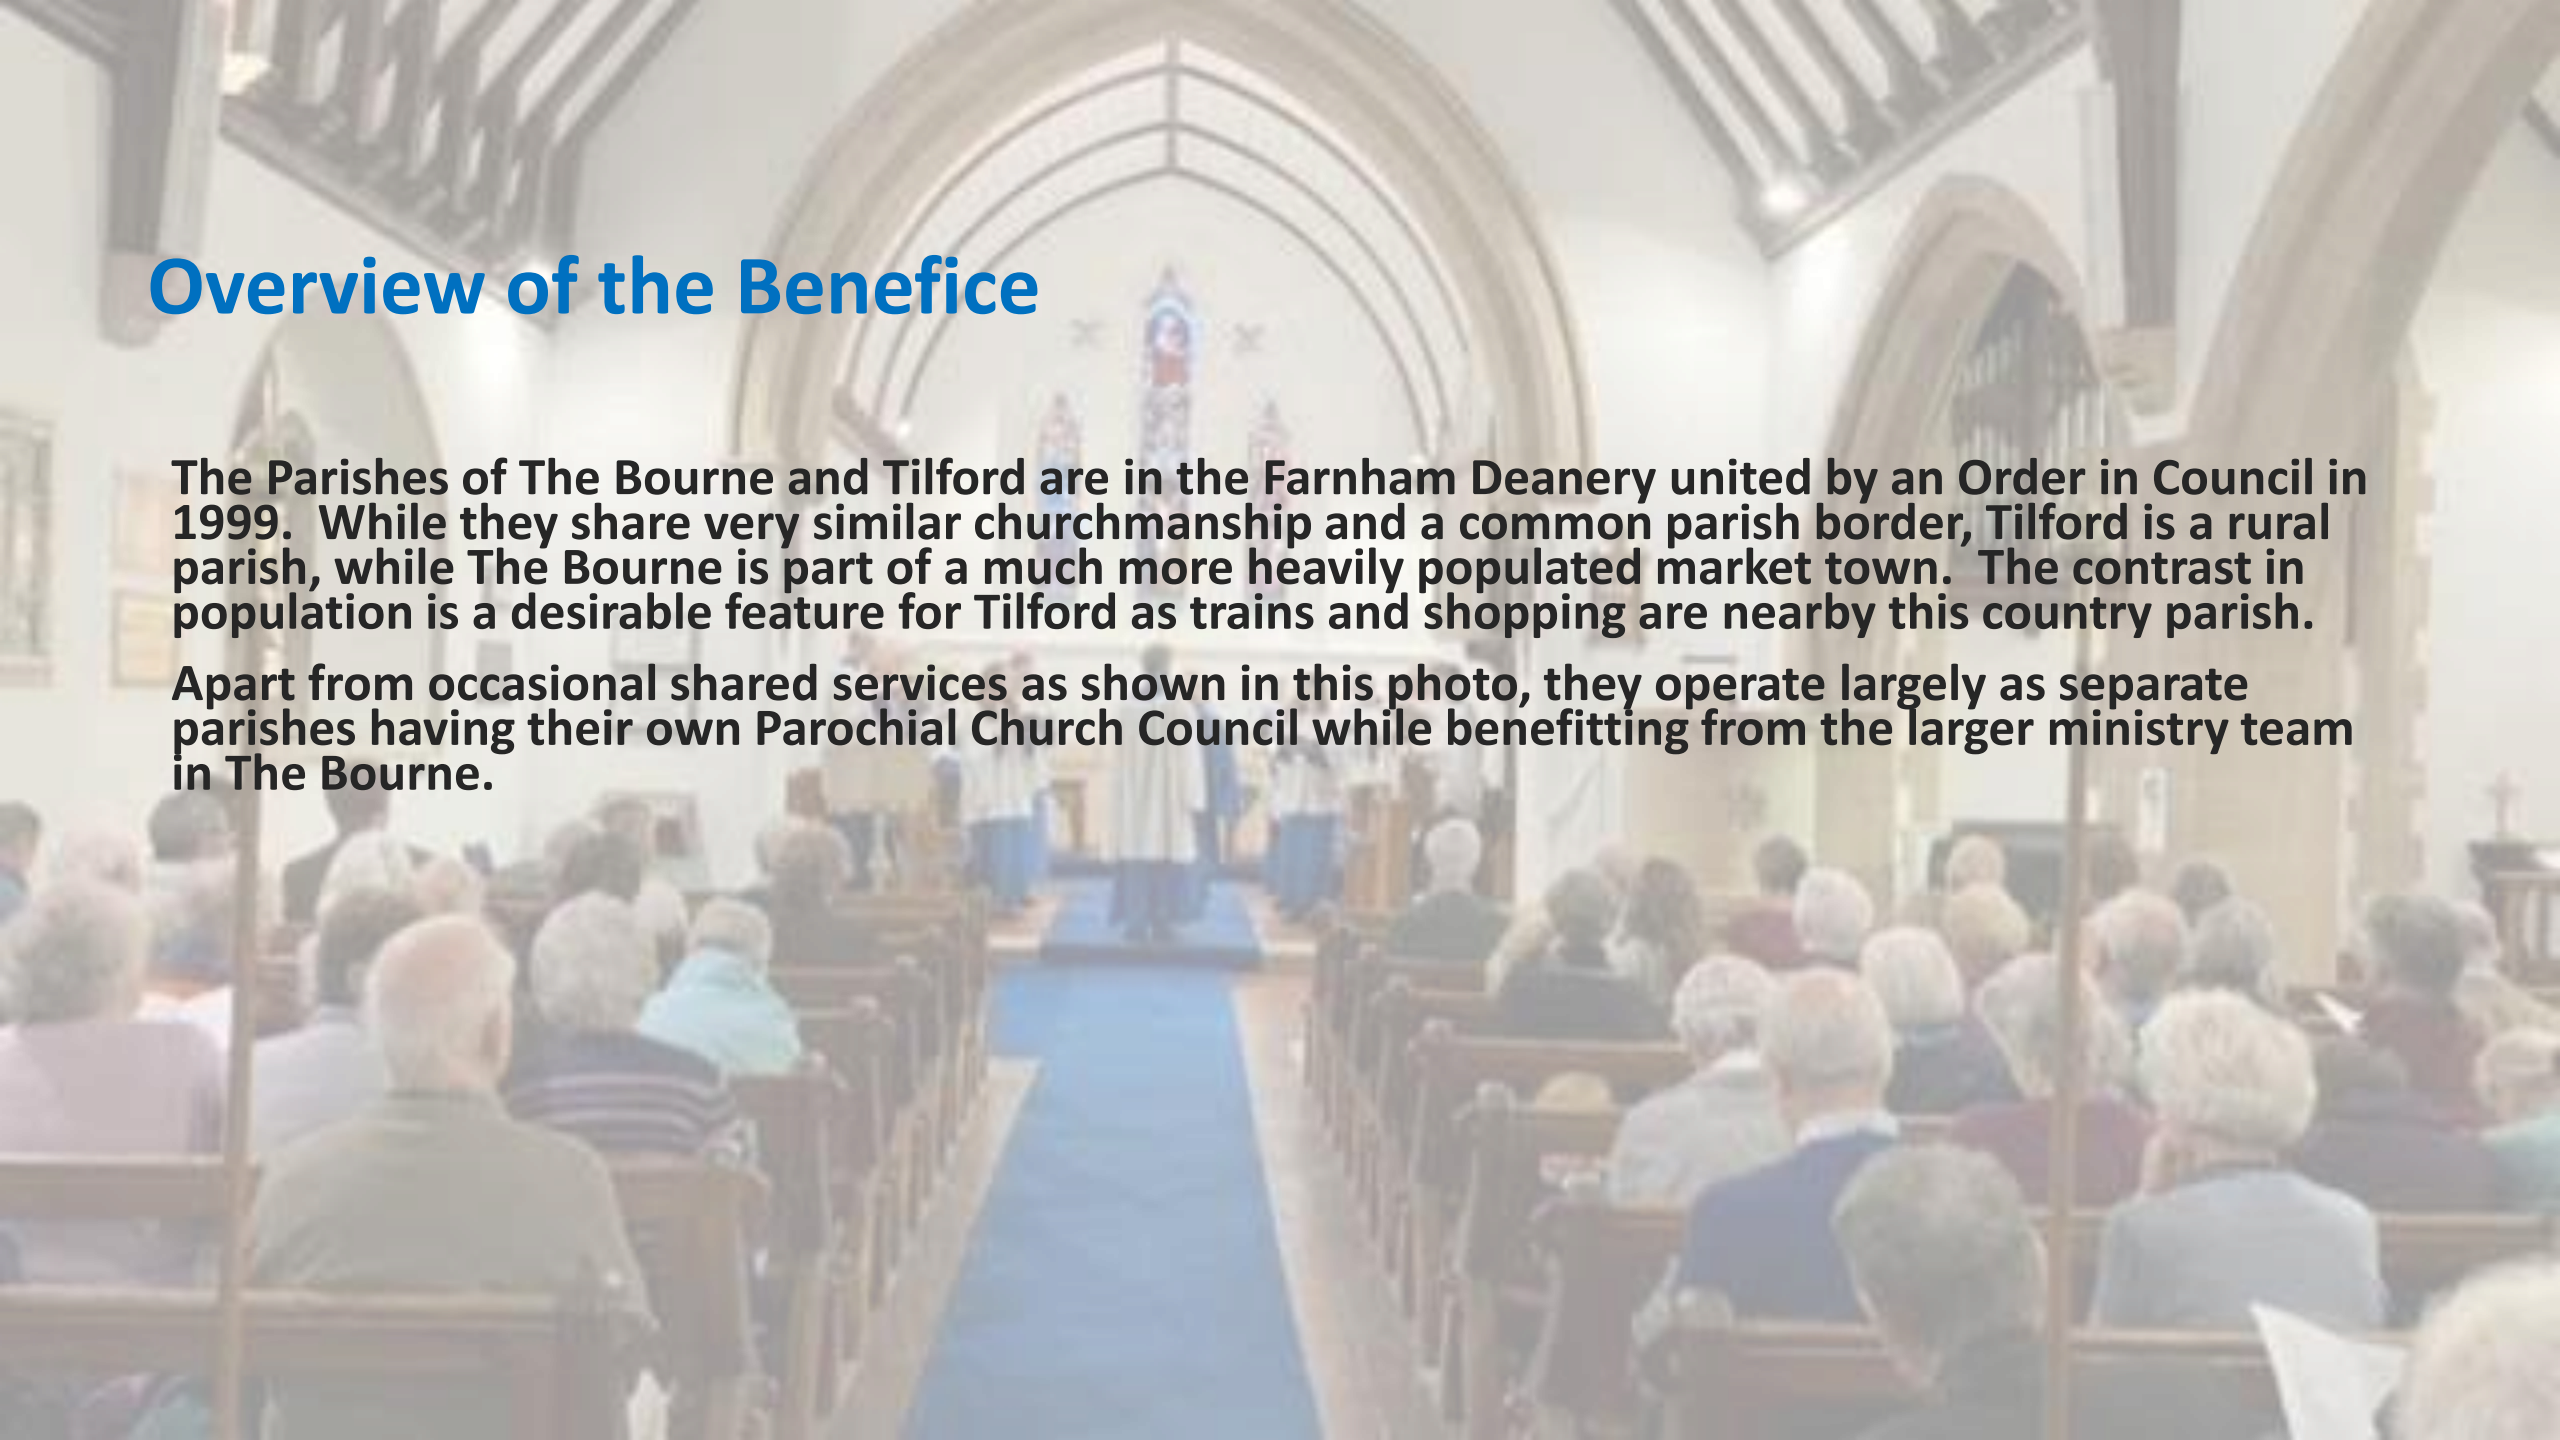 Overview of the Benefice
The Parishes of The Bourne and Tilford are in the Farnham Deanery united by an Order in Council in
1999.  While they share very similar churchmanship and a common parish border, Tilford is a rural
parish, while The Bourne is part of a much more heavily populated market town.  The contrast in
population is a desirable feature for Tilford as trains and shopping are nearby this country parish.
Apart from occasional shared services as shown in this photo, they operate largely as separate
parishes having their own Parochial Church Council while benefitting from the larger ministry team
in The Bourne.